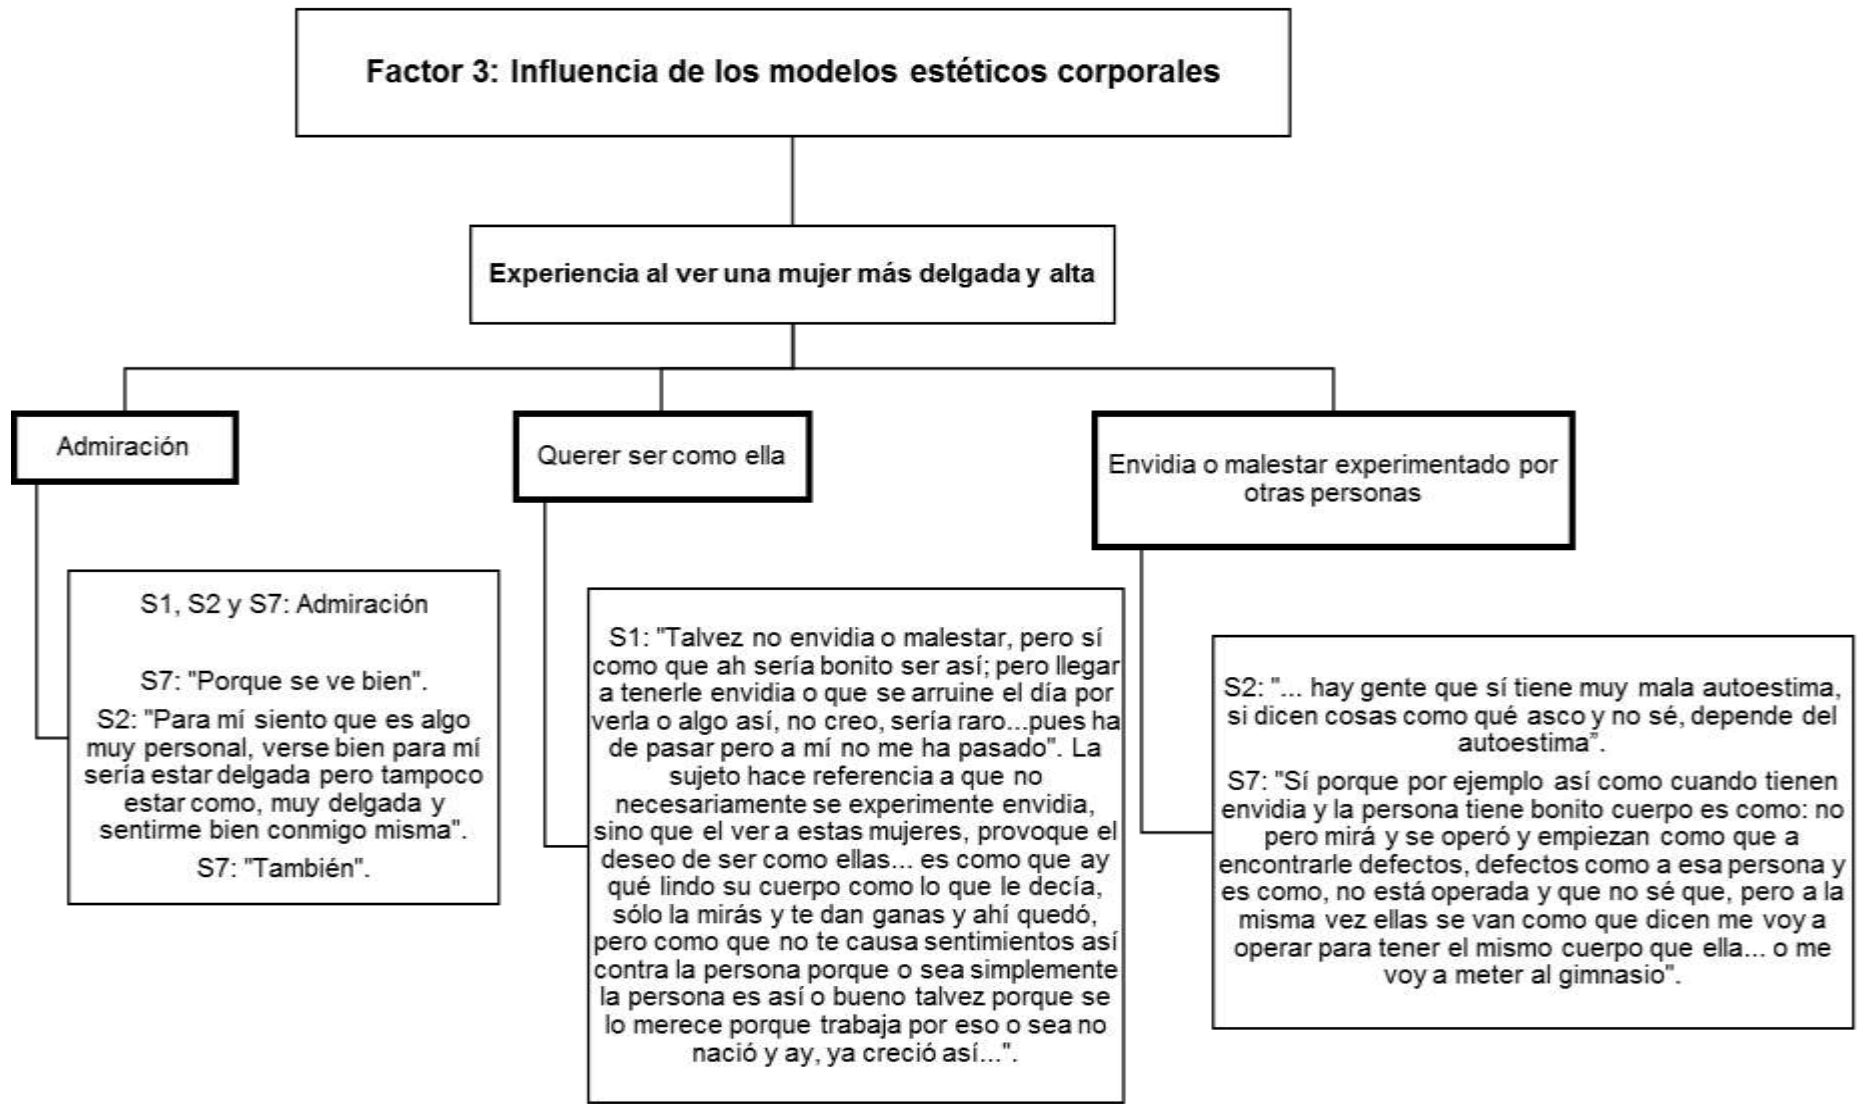 Factor 3: Influencia de los modelos estéticos corporales
Experiencia al ver una mujer más delgada y alta
Admiración
S1, S2 y S7: Admiración
S7: "Porque se ve bien".
S2: "Para mí siento que es algo
muy personal, verse bien para mí
sería estar delgada pero tampoco
estar como, muy delgada y
sentirme bien conmigo misma".
S7: "También".
Querer ser como ella
S1: "Talvez no envidia o malestar, pero sí
como que ah sería bonito ser así; pero llegar
a tenerle envidia o que se arruine el día por
verla o algo así, no creo, sería raro...pues ha
de pasar pero a mí no me ha pasado". La
sujeto hace referencia a que no
necesariamente se experimente envidia,
sino que el ver a estas mujeres, provoque el
deseo de ser como ellas... es como que ay
qué lindo su cuerpo como lo que le decía,
sólo la mirás y te dan ganas y ahí quedó,
pero como que no te causa sentimientos así
contra la persona porque o sea simplemente
la persona es así o bueno talvez porque se
lo merece porque trabaja por eso o sea no
nació y ay, ya creció así...".
Envidia o malestar experimentado por
otras personas
S2: "... hay gente que sí tiene muy mala autoestima,
si dicen cosas como qué asco y no sé, depende del
autoestima”.
S7: "Sí porque por ejemplo así como cuando tienen
envidia y la persona tiene bonito cuerpo es como: no
pero mirá y se operó y empiezan como que a
encontrarle defectos, defectos como a esa persona y
es como, no está operada y que no sé que, pero a la
misma vez ellas se van como que dicen me voy a
operar para tener el mismo cuerpo que ella... o me
voy a meter al gimnasio".